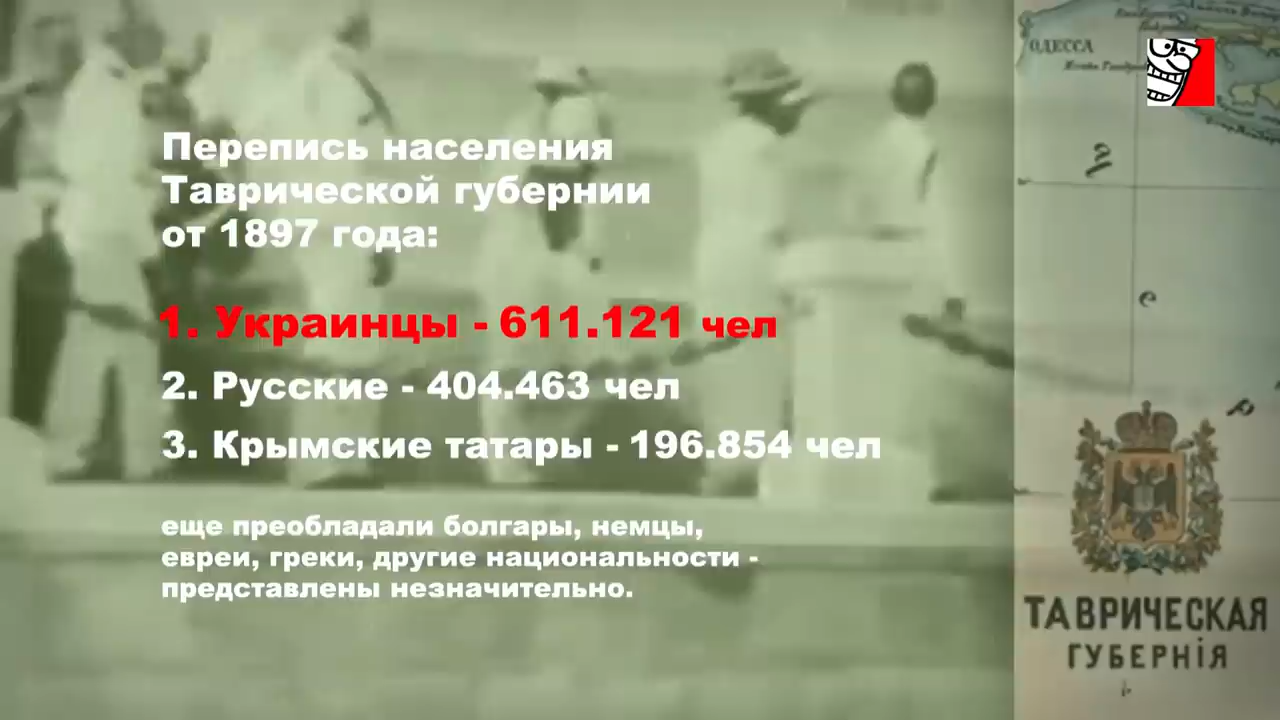 Перепись населения
Таврической губернии
от 1897 года:
1. Украинцы - 611.121 чел
2. Русские - 404.463 чел
3. Крымские татары - 196.854 чел
еще преобладали болгары, немцы,
евреи, греки, другие национальности -
представлены незначительно.
ОДЕССА
е
р
ТАВРИЧЕСКАЯ
ГУБЕРНІЯ